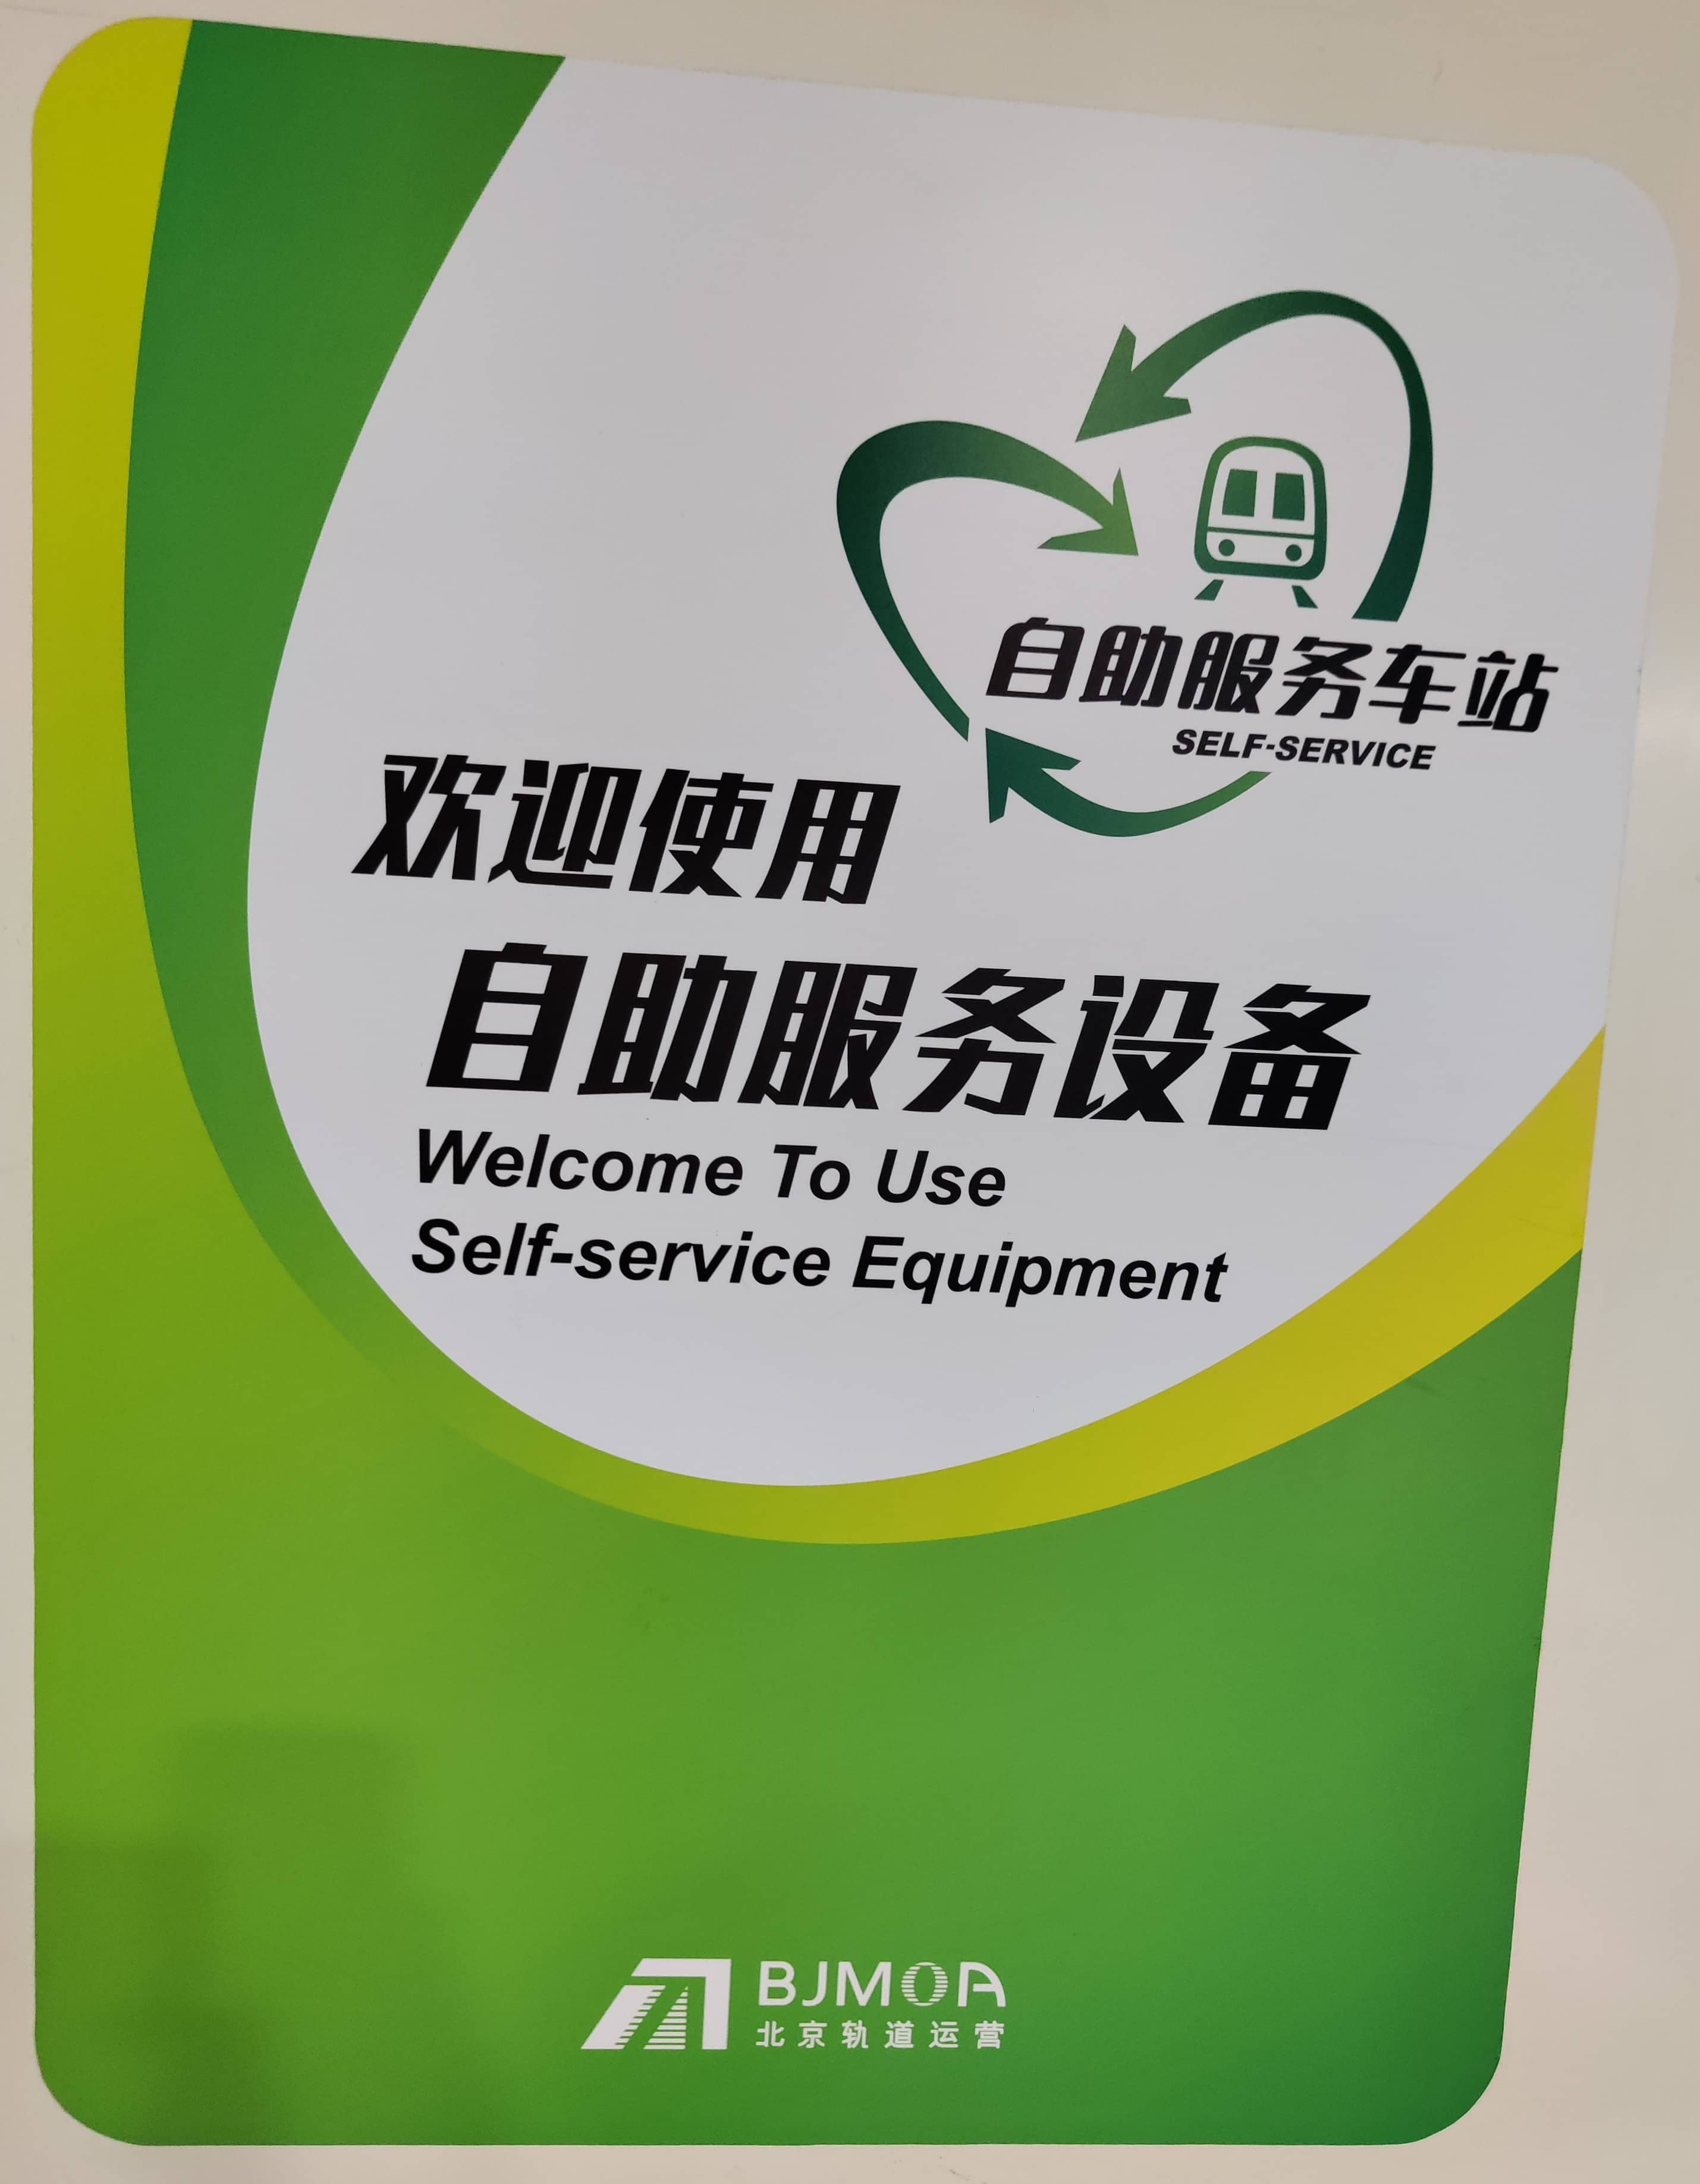 自助服务车站
SELF-SERVICE
欢迎使用
自助服务设备
Welcome To Use
Self-service Equipment
BJMOA
北京轨道运营